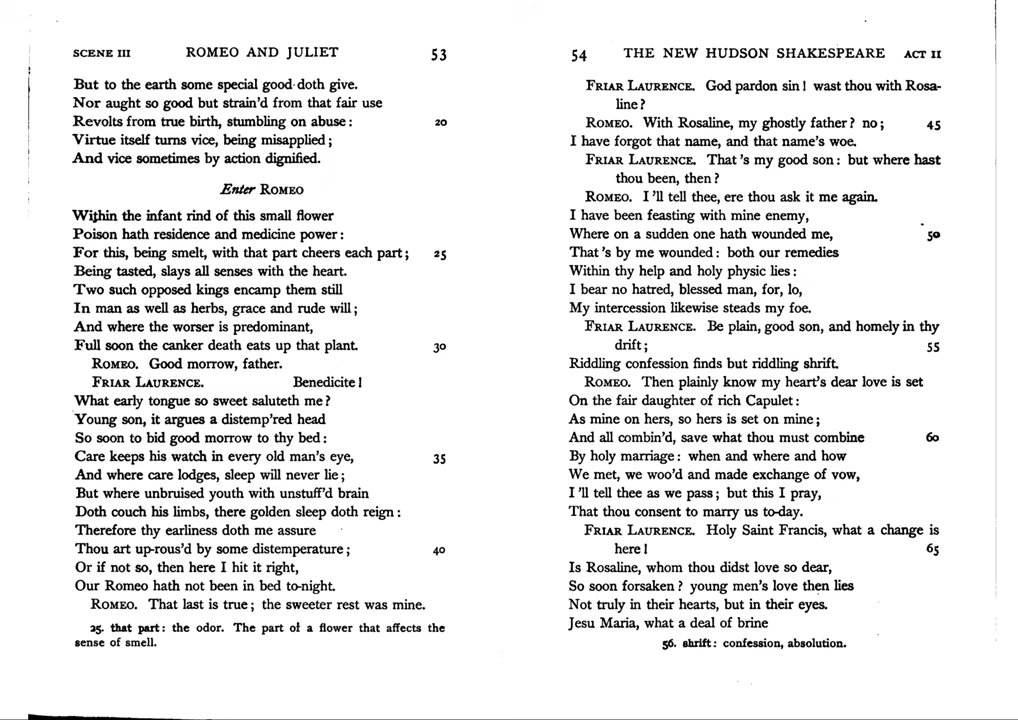 SCENE III ROMEO AND JULIET 53
But to the earth some special good doth give.
Nor aught so good but strain'd from that fair use
Revolts from true birth, stumbling on abuse: 20
Virtue itself turns vice, being misapplied;
And vice sometimes by action dignified.
Enter ROMEO
Within the infant rind of this small flower
Poison hath residence and medicine power:
For this, being smelt, with that part cheers each part; 25
Being tasted, slays all senses with the heart.
Two such opposed kings encamp them still
In man as well as herbs, grace and rude will;
And where the worser is predominant,
Full soon the canker death eats up that plant. 30
ROMEO. Good morrow, father.
FRIAR LAURENCE. Benedicite!
What early tongue so sweet saluteth me?
Young son, it argues a distemp'red head
So soon to bid good morrow to thy bed:
Care keeps his watch in every old man's eye, 35
And where care lodges, sleep will never lie;
But where unbruised youth with unstuff'd brain
Doth couch his limbs, there golden sleep doth reign:
Therefore thy earliness doth me assure
Thou art up-rous'd by some distemperature; 40
Or if not so, then here I hit it right,
Our Romeo hath not been in bed to-night.
ROMEO. That last is true; the sweeter rest was mine.
25. that part: the odor. The part of a flower that affects the
sense of smell.
54 THE NEW HUDSON SHAKESPEARE ACT II
FRIAR LAURENCE. God pardon sin! wast thou with Rosa-
line?
ROMEO. With Rosaline, my ghostly father? no; 45
I have forgot that name, and that name's woe.
FRIAR LAURENCE. That's my good son: but where hast
thou been, then?
ROMEO. I'll tell thee, ere thou ask it me again.
I have been feasting with mine enemy,
Where on a sudden one hath wounded me, 50
That's by me wounded: both our remedies
Within thy help and holy physic lies:
I bear no hatred, blessed man, for, lo,
My intercession likewise steads my foe.
FRIAR LAURENCE. Be plain, good son, and homely in thy
drift; 55
Riddling confession finds but riddling shrift.
ROMEO. Then plainly know my heart's dear love is set
On the fair daughter of rich Capulet:
As mine on hers, so hers is set on mine;
And all combin'd, save what thou must combine 60
By holy marriage: when and where and how
We met, we woo'd and made exchange of vow,
I'll tell thee as we pass; but this I pray,
That thou consent to marry us to-day.
FRIAR LAURENCE. Holy Saint Francis, what a change is
here! 65
Is Rosaline, whom thou didst love so dear,
So soon forsaken? young men's love then lies
Not truly in their hearts, but in their eyes.
Jesu Maria, what a deal of brine
56. shrift: confession, absolution.